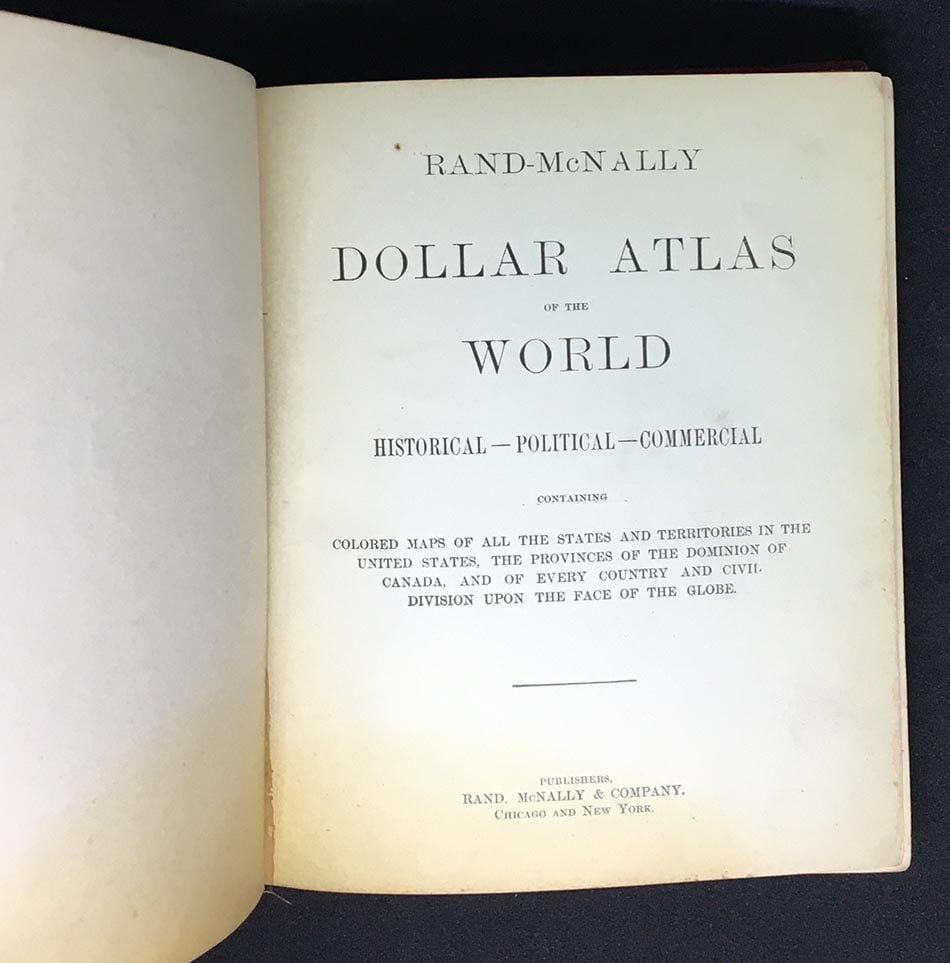 RAND-McNALLY
DOLLAR ATLAS
OF THE
WORLD
HISTORICAL — POLITICAL — COMMERCIAL
CONTAINING
COLORED MAPS OF ALL THE STATES AND TERRITORIES IN THE
UNITED STATES, THE PROVINCES OF THE DOMINION OF
CANADA, AND OF EVERY COUNTRY AND CIVIL
DIVISION UPON THE FACE OF THE GLOBE.
PUBLISHERS,
RAND, McNALLY & COMPANY,
CHICAGO AND NEW YORK.